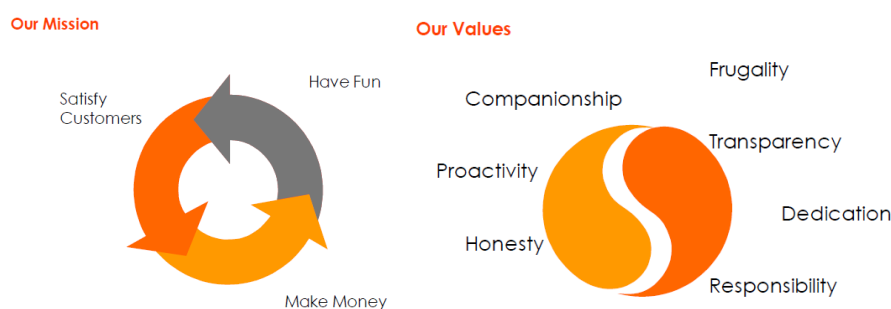 Our Mission
Have Fun
Satisfy
Customers
Make Money
Our Values
Frugality
Companionship
Transparency
Proactivity
Dedication
Honesty
Responsibility